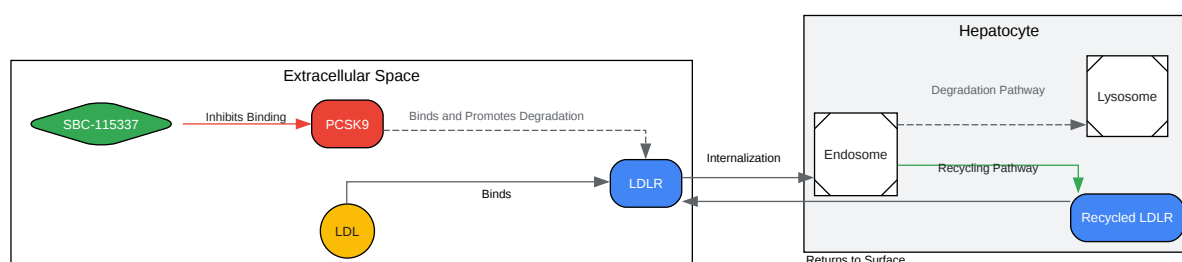 Hepatocyte
Extracellular Space
Degradation Pathway
Lysosome
SBC-115337
Inhibits Binding
PCSK9
Binds and Promotes Degradation
Endosome
Internalization
Recycling Pathway
LDLR
Binds
LDL
Recycled LDLR
Returns to Surface